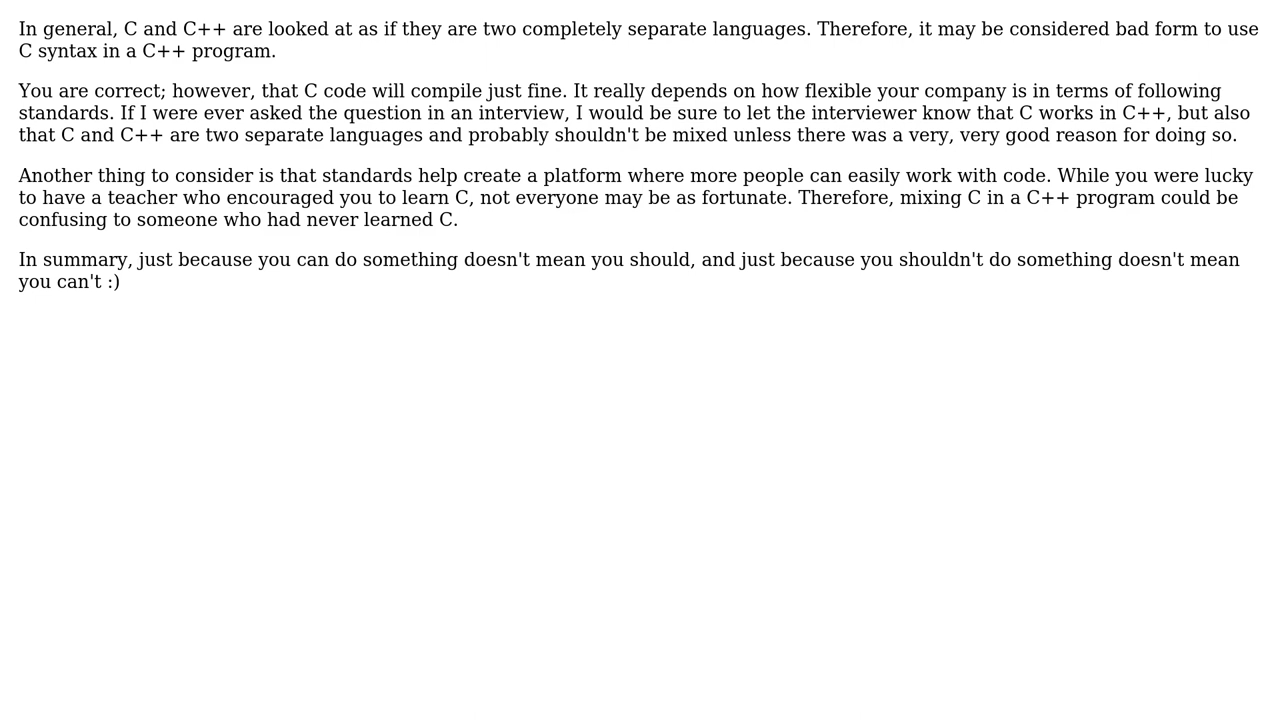 In general, C and C++ are looked at as if they are two completely separate languages. Therefore, it may be considered bad form to use
C syntax in a C++ program.
You are correct; however, that C code will compile just fine. It really depends on how flexible your company is in terms of following
standards. If I were ever asked the question in an interview, I would be sure to let the interviewer know that C works in C++, but also
that C and C++ are two separate languages and probably shouldn't be mixed unless there was a very, very good reason for doing so.
Another thing to consider is that standards help create a platform where more people can easily work with code. While you were lucky
to have a teacher who encouraged you to learn C, not everyone may be as fortunate. Therefore, mixing C in a C++ program could be
confusing to someone who had never learned C.
In summary, just because you can do something doesn't mean you should, and just because you shouldn't do something doesn't mean
you can't :)